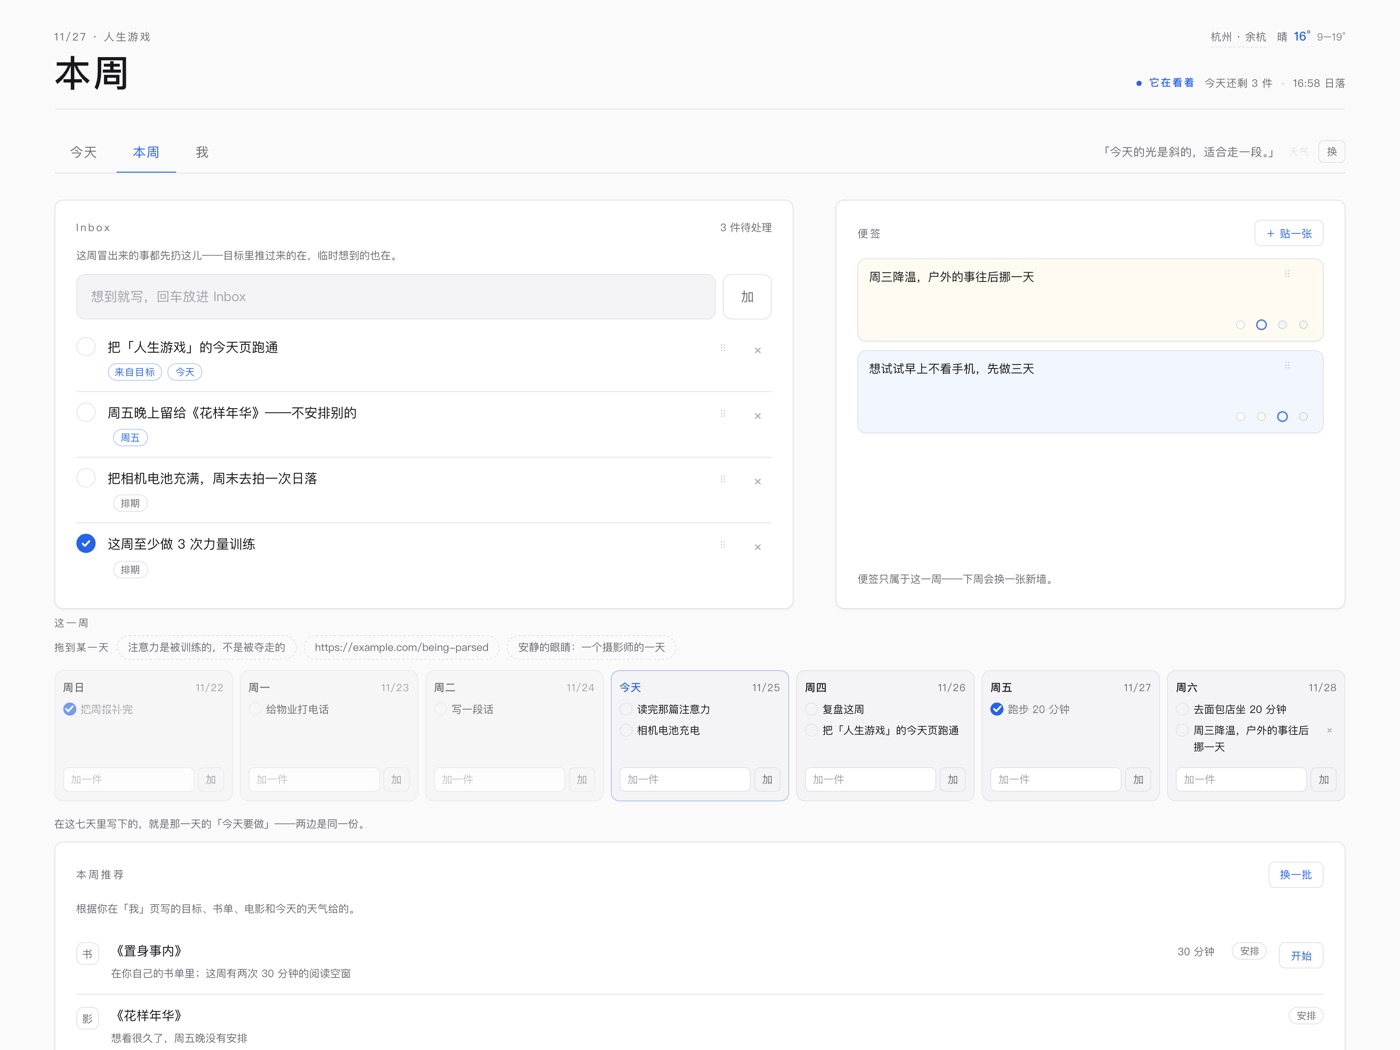 11/27 · 人生游戏
杭州 · 余杭 晴 16° 9—19°
本周
它在看着 今天还剩 3 件 · 16:58 日落
今天 本周 我
「今天的光是斜的，适合走一段。」 天气 换
Inbox
3 件待处理
这周冒出来的事都先扔这儿——目标里推过来的在，临时想到的也在。
想到就写，回车放进 Inbox
加
把「人生游戏」的今天页跑通
×
来自目标 今天
周五晚上留给《花样年华》——不安排别的
×
周五
把相机电池充满，周末去拍一次日落
×
排期
这周至少做 3 次力量训练
×
排期
便签
+ 贴一张
周三降温，户外的事往后挪一天
想试试早上不看手机，先做三天
便签只属于这一周——下周会换一张新墙。
这一周
拖到某一天 注意力是被训练的，不是被夺走的 https://example.com/being-parsed 安静的眼睛：一个摄影师的一天
周日 11/22
把周报补完
加一件 加
周一 11/23
给物业打电话
加一件 加
周二 11/24
写一段话
加一件 加
今天 11/25
读完那篇注意力
相机电池充电
加一件 加
周四 11/26
复盘这周
把「人生游戏」的今天页跑通
加一件 加
周五 11/27
跑步 20 分钟
加一件 加
周六 11/28
去面包店坐 20 分钟
周三降温，户外的事往后 ×
挪一天
加一件 加
在这七天里写下的，就是那一天的「今天要做」——两边是同一份。
本周推荐
换一批
根据你在「我」页写的目标、书单、电影和今天的天气给的。
书 《置身事内》 30 分钟 安排 开始
在你自己的书单里；这周有两次 30 分钟的阅读空窗
影 《花样年华》 安排
想看很久了，周五晚没有安排